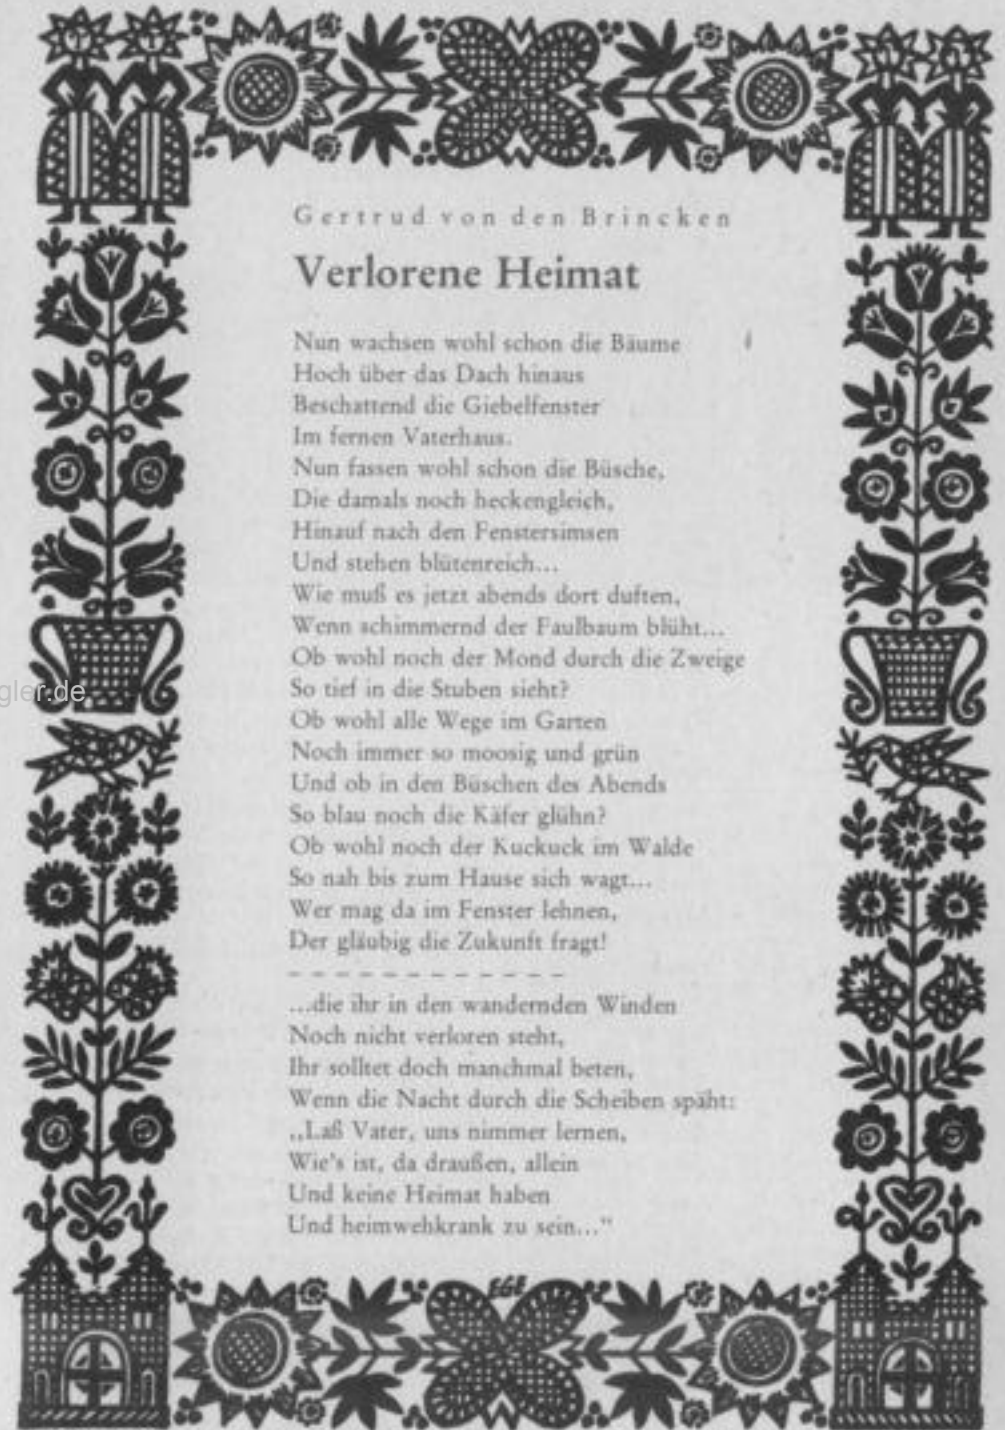 Gertrud von den Brincken
Verlorene Heimat
Nun wachsen wohl schon die Bäume
Hoch über das Dach hinaus
Beschattend die Giebelfenster
Im fernen Vaterhaus.
Nun fassen wohl schon die Büsche,
Die damals noch heckengleich,
Hinauf nach den Fenstersimsen
Und stehen blütenreich...
Wie muß es jetzt abends dort duften,
Wenn schimmernd der Faulbaum blüht...
Ob wohl noch der Mond durch die Zweige
So tief in die Stuben sieht?
Ob wohl alle Wege im Garten
Noch immer so moosig und grün
Und ob in den Büschen des Abends
So blau noch die Käfer glühn?
Ob wohl noch der Kuckuck im Walde
So nah bis zum Hause sich wagt...
Wer mag da im Fenster lehnen,
Der gläubig die Zukunft fragt!
...die ihr in den wandernden Winden
Noch nicht verloren steht,
Ihr solltet doch manchmal beten,
Wenn die Nacht durch die Scheiben späht:
„Laß Vater, uns nimmer lernen,
Wie's ist, da draußen, allein
Und keine Heimat haben
Und heimwehkrank zu sein..."
EGE
gler.de